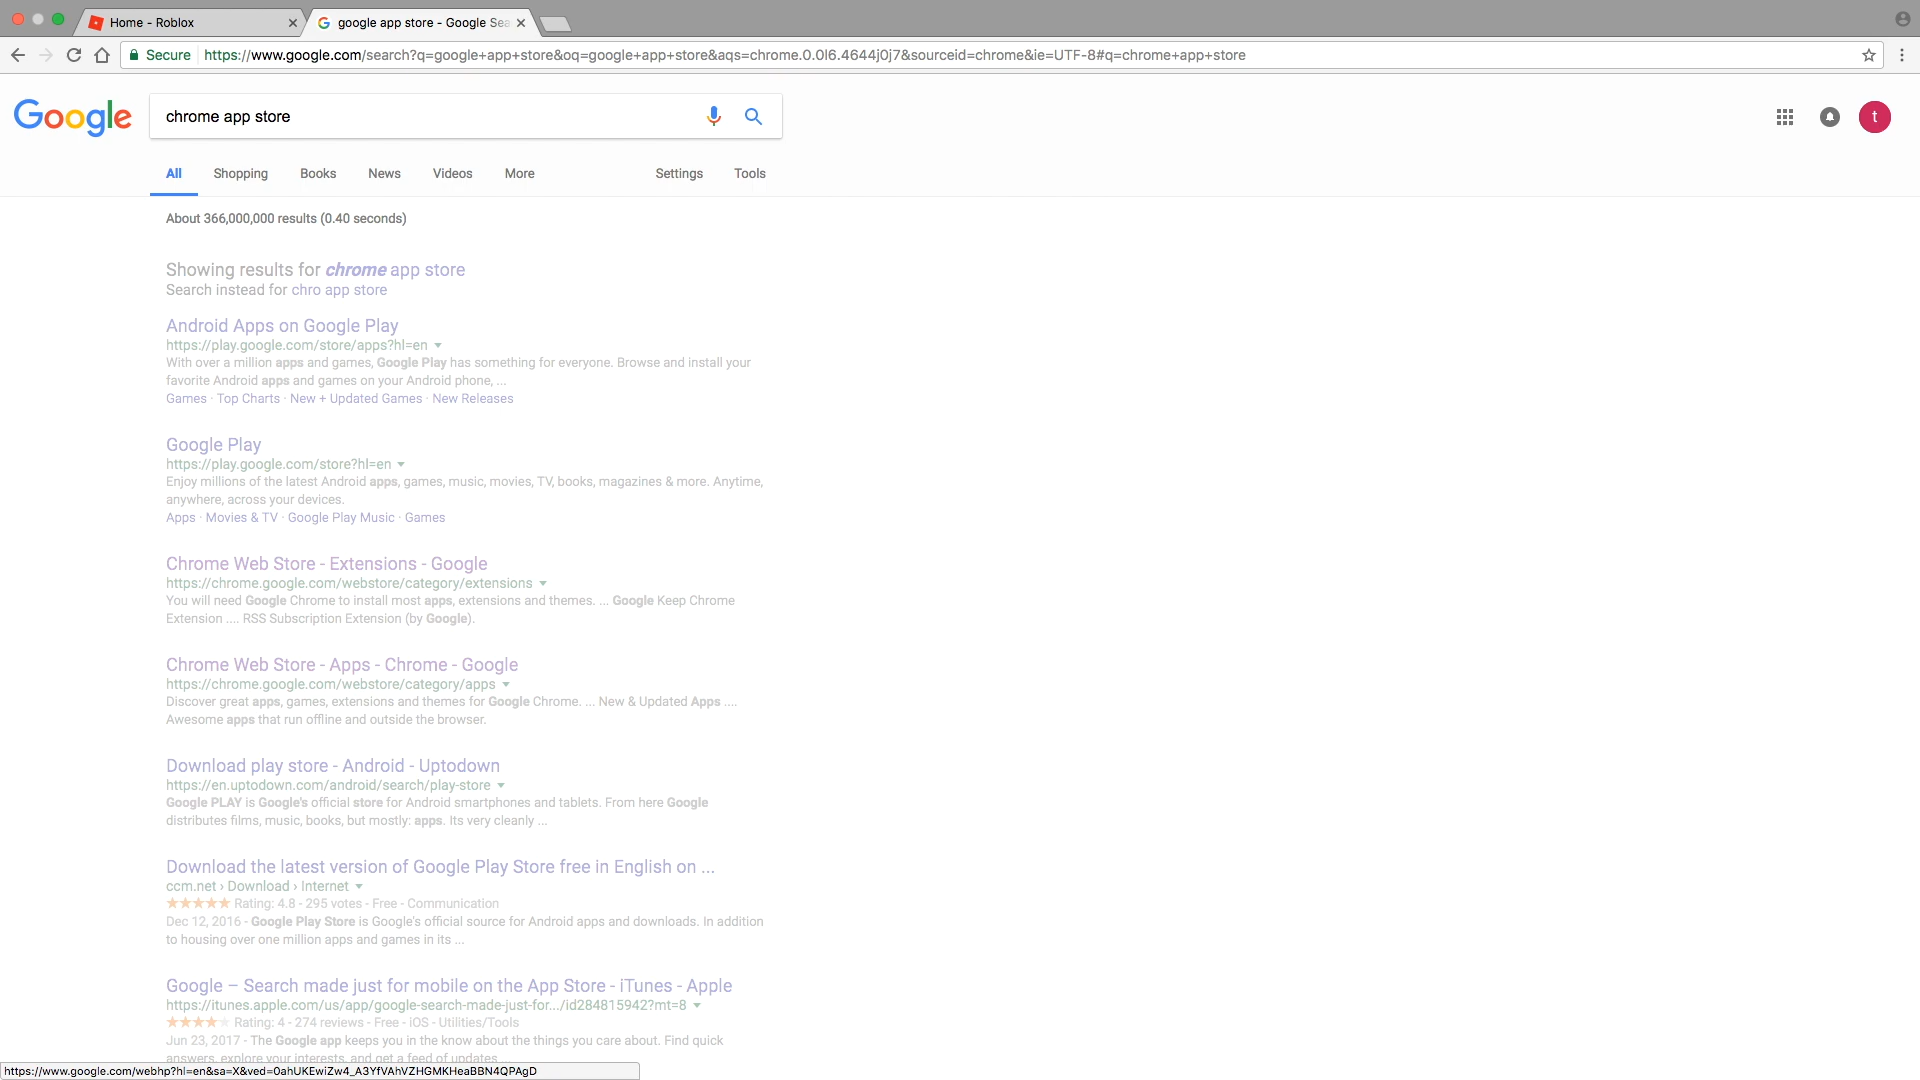 Home - Roblox
google app store - Google Sea
Secure https://www.google.com/search?q=google+app+store&oq=google+app+store&aqs=chrome.0.0l6.4644j0j7&sourceid=chrome&ie=UTF-8#q=chrome+app+store
Google
chrome app store
t
All Shopping Books News Videos More Settings Tools
About 366,000,000 results (0.40 seconds)
Showing results for chrome app store
Search instead for chro app store
Android Apps on Google Play
https://play.google.com/store/apps?hl=en
With over a million apps and games, Google Play has something for everyone. Browse and install your
favorite Android apps and games on your Android phone, ...
Games · Top Charts · New + Updated Games · New Releases
Google Play
https://play.google.com/store?hl=en
Enjoy millions of the latest Android apps, games, music, movies, TV, books, magazines & more. Anytime,
anywhere, across your devices.
Apps · Movies & TV · Google Play Music · Games
Chrome Web Store - Extensions - Google
https://chrome.google.com/webstore/category/extensions
You will need Google Chrome to install most apps, extensions and themes. ... Google Keep Chrome
Extension .... RSS Subscription Extension (by Google).
Chrome Web Store - Apps - Chrome - Google
https://chrome.google.com/webstore/category/apps
Discover great apps, games, extensions and themes for Google Chrome. ... New & Updated Apps ....
Awesome apps that run offline and outside the browser.
Download play store - Android - Uptodown
https://en.uptodown.com/android/search/play-store
Google PLAY is Google's official store for Android smartphones and tablets. From here Google
distributes films, music, books, but mostly: apps. Its very cleanly ...
Download the latest version of Google Play Store free in English on ...
ccm.net › Download › Internet
Rating: 4.8 - 295 votes - Free - Communication
Dec 12, 2016 - Google Play Store is Google's official source for Android apps and downloads. In addition
to housing over one million apps and games in its ...
Google – Search made just for mobile on the App Store - iTunes - Apple
https://itunes.apple.com/us/app/google-search-made-just-for.../id284815942?mt=8
Rating: 4 - 274 reviews - Free - iOS - Utilities/Tools
Jun 23, 2017 - The Google app keeps you in the know about the things you care about. Find quick
answers, explore your interests, and get a feed of updates
https://www.google.com/webhp?hl=en&sa=X&ved=0ahUKEwiZw4_A3YfVAhVZHGMKHeaBBN4QPAgD